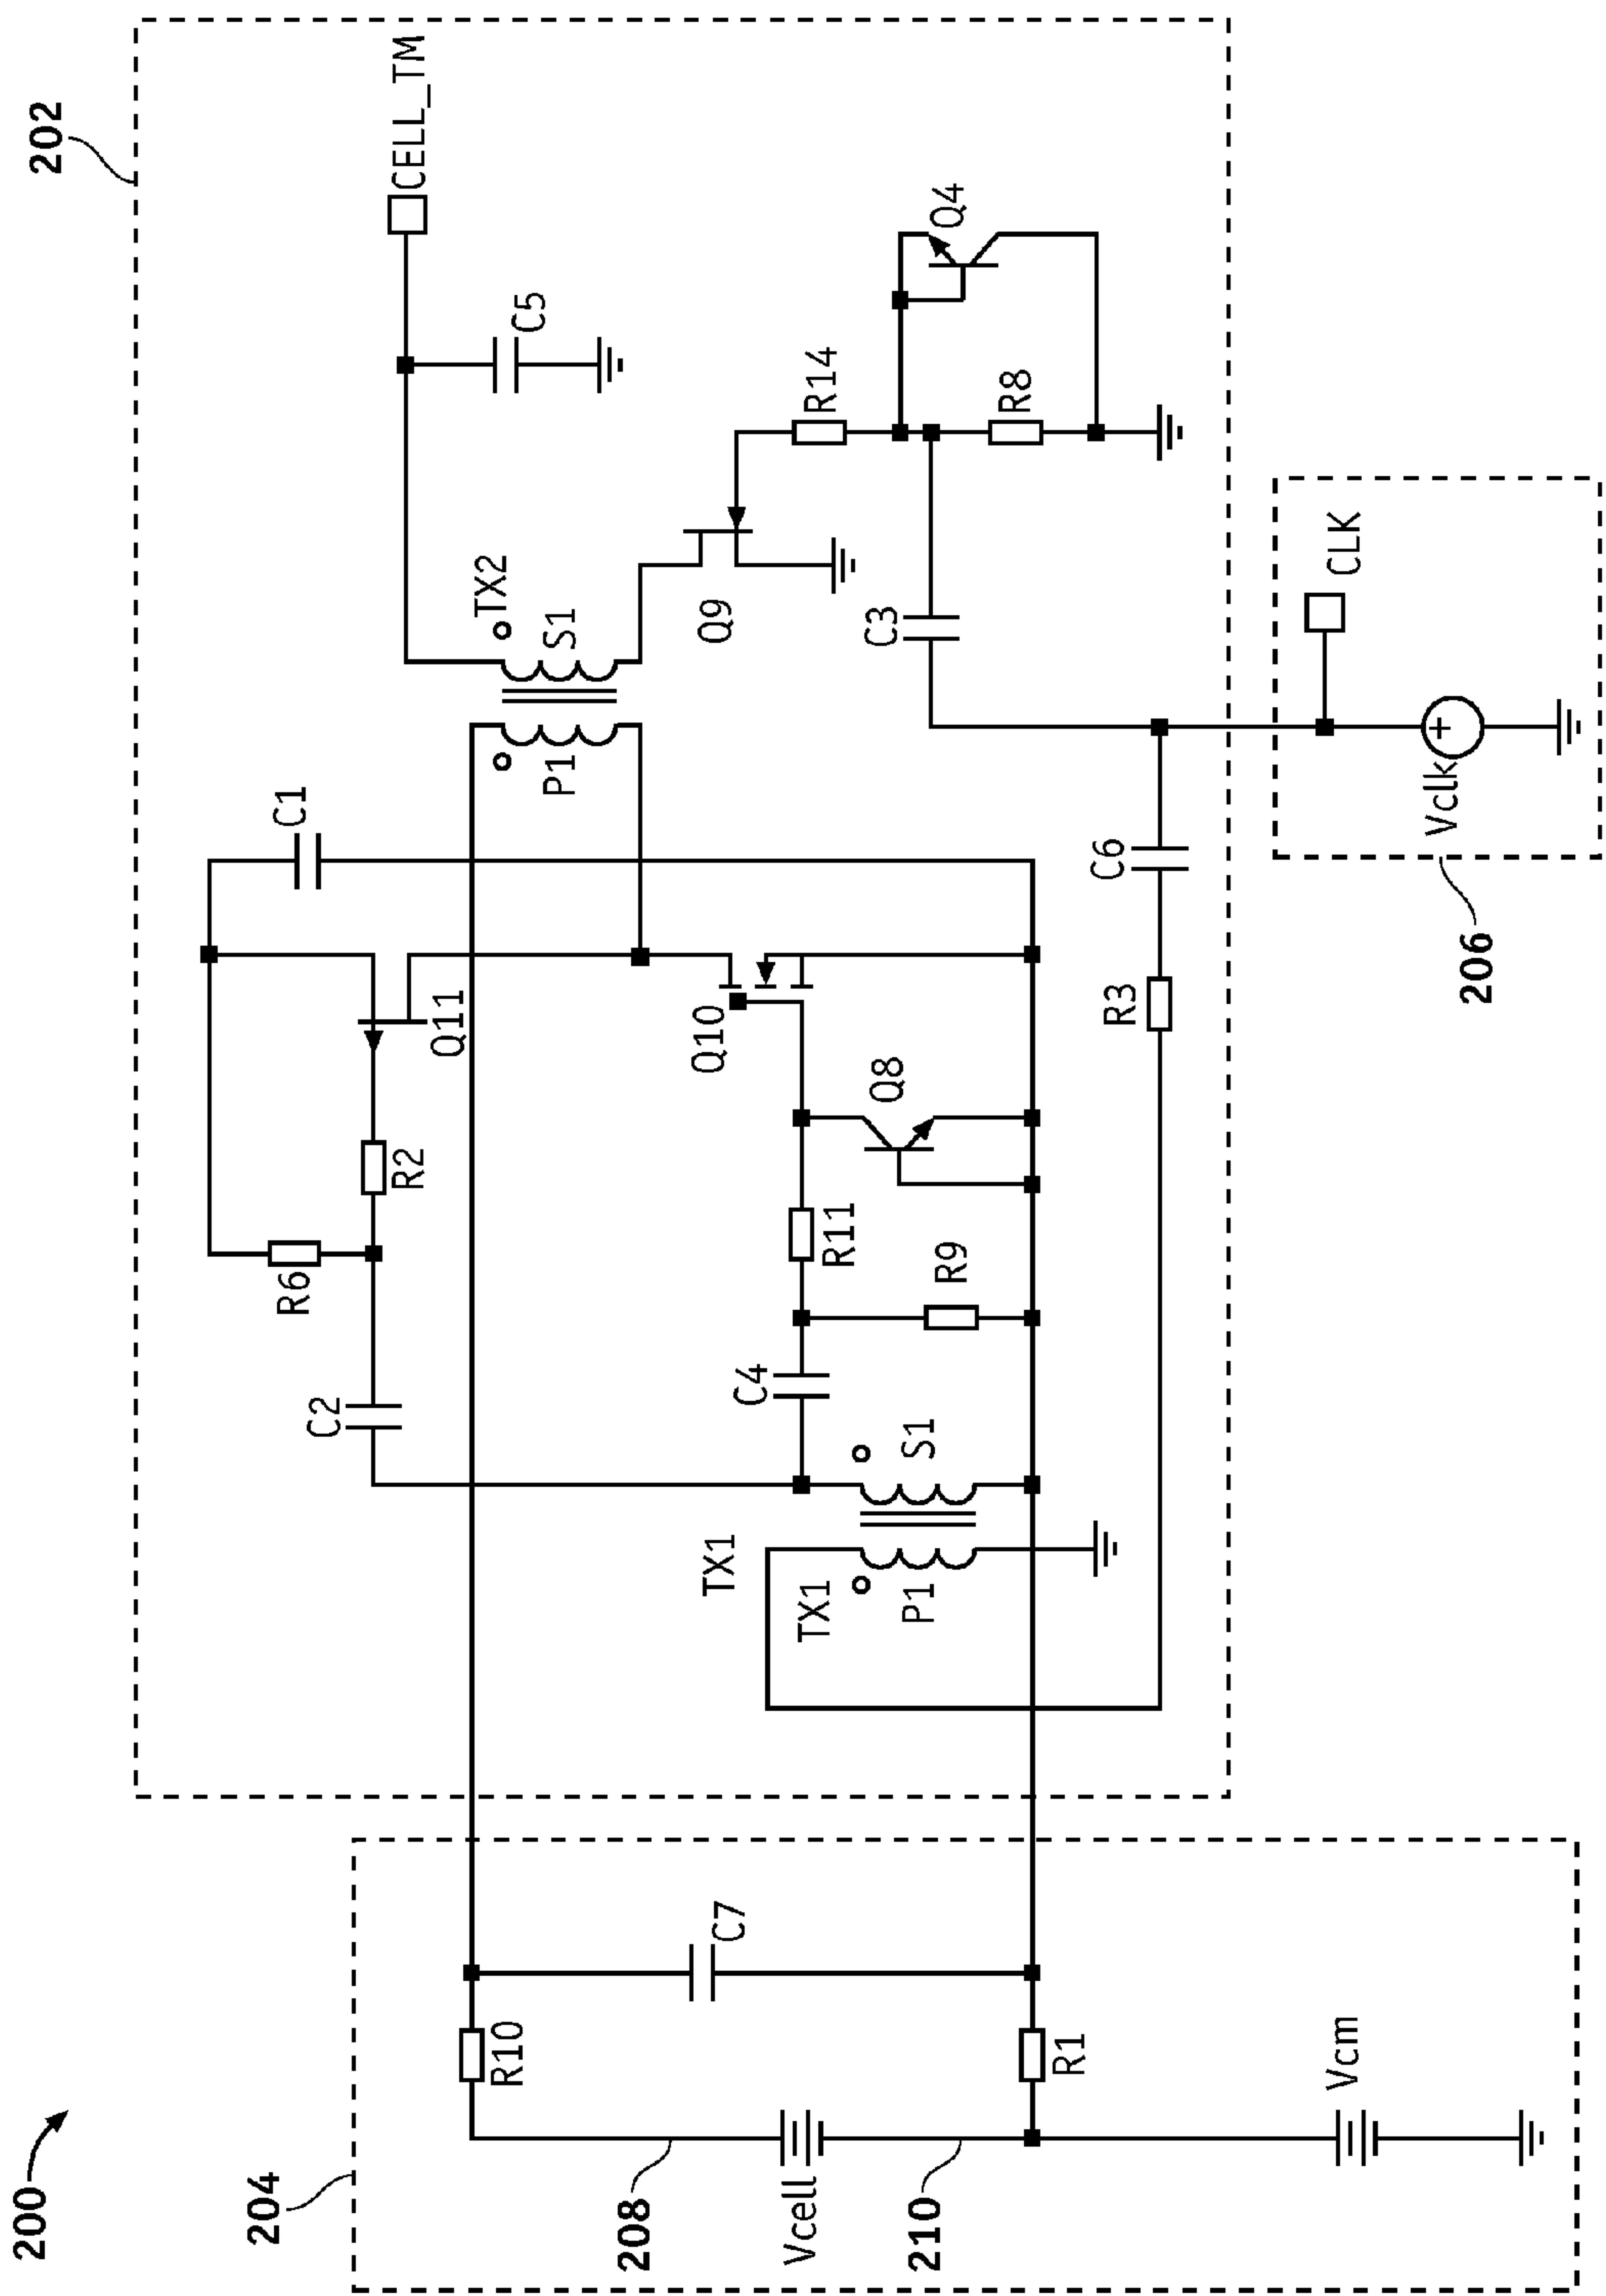 200
202
204
206
208
210
CELL_TM
C5
TX2
S1
P1
Q9
R14
Q4
R8
C3
CLK
Vclk
C1
Q11
R2
R6
C2
Q10
Q8
R11
R9
C4
TX1
S1
TX1
P1
C6
R3
C7
R10
R1
Vcell
Vcm